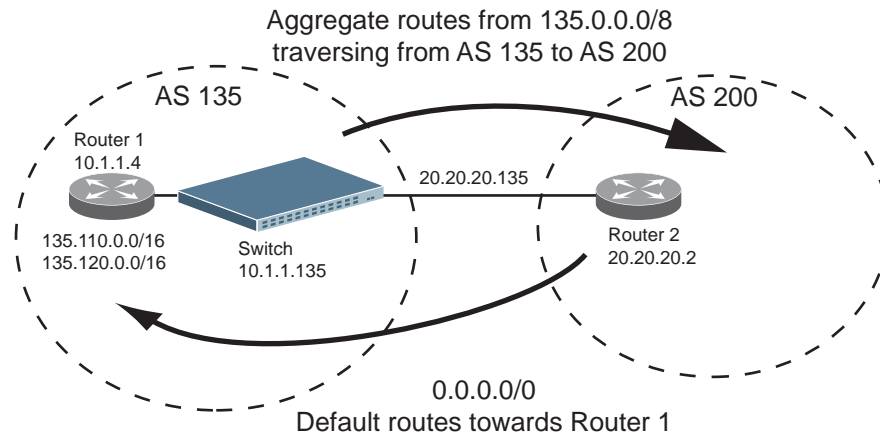 Aggregate routes from 135.0.0.0/8
traversing from AS 135 to AS 200
AS 135
AS 200
Router 1
10.1.1.4
20.20.20.135
135.110.0.0/16
135.120.0.0/16
Switch
10.1.1.135
Router 2
20.20.20.2
0.0.0.0/0
Default routes towards Router 1